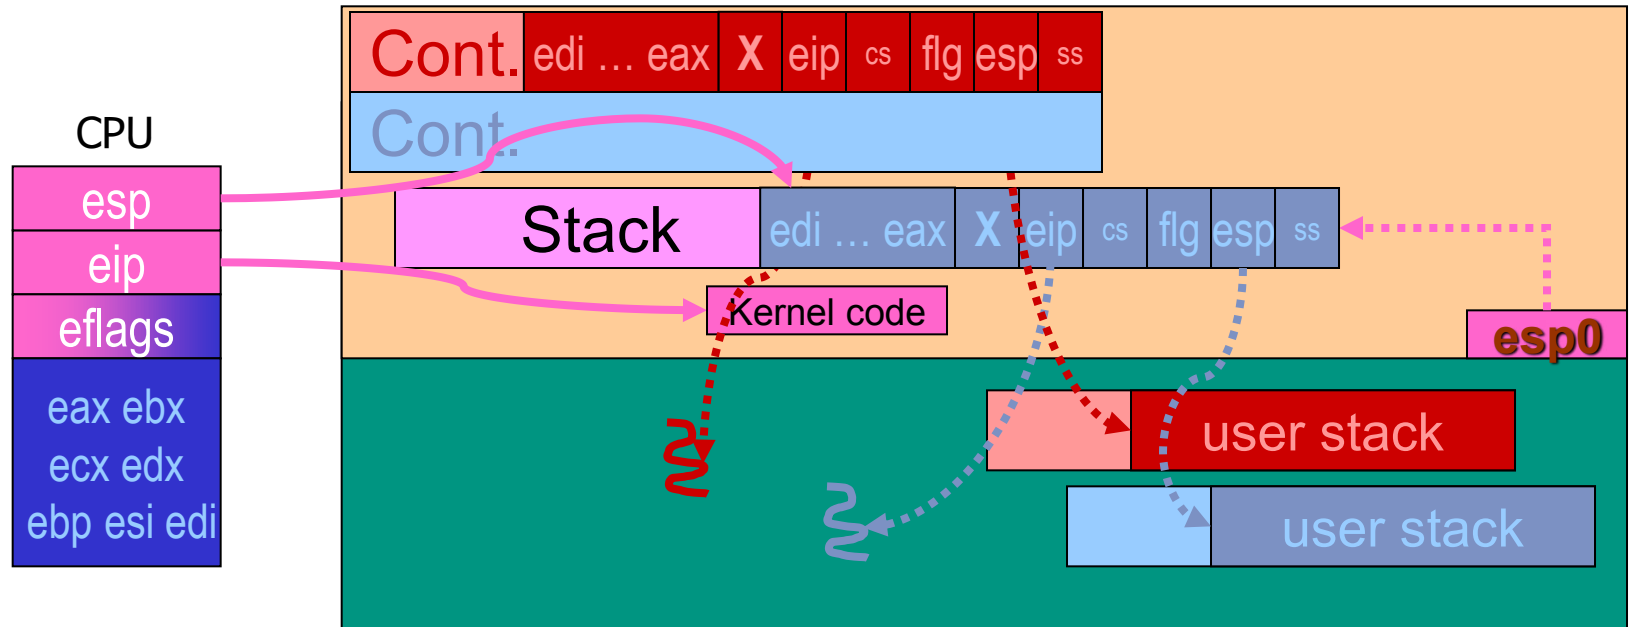 Cont. edi ... eax X eip cs flg esp ss
Cont.
CPU
esp
Stack edi ... eax X eip cs flg esp ss
eip
Kernel code
eflags
esp0
eax ebx
ecx edx
ebp esi edi
user stack
user stack